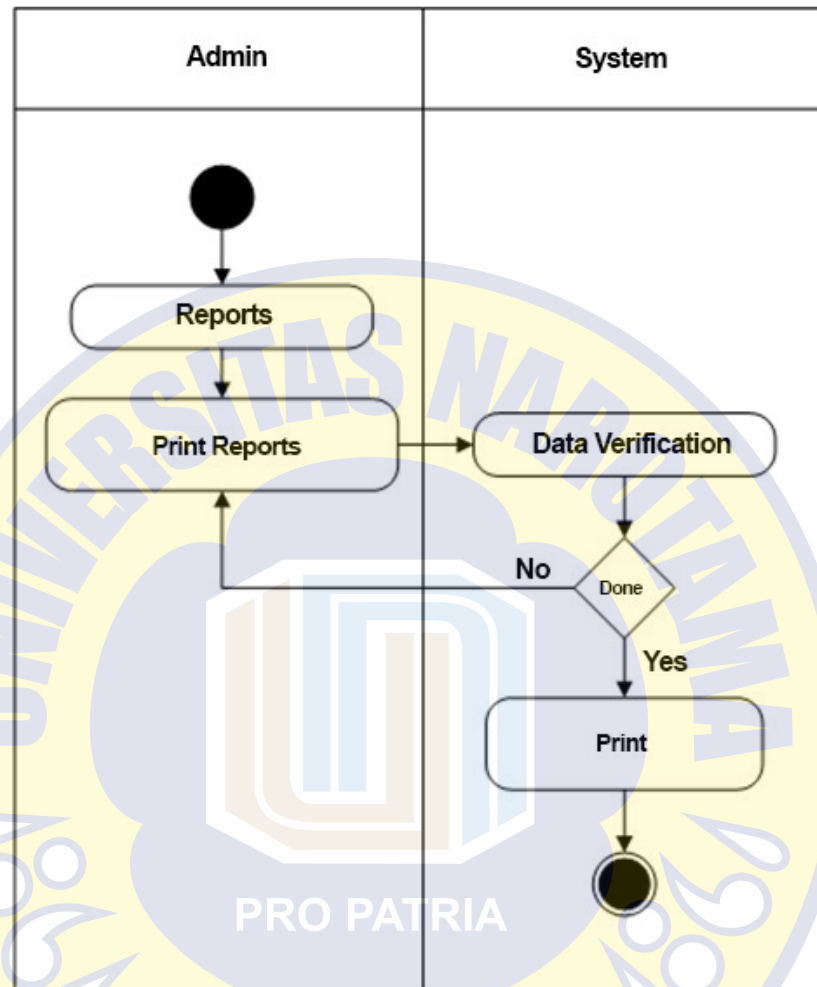 Admin
System
Reports
Print Reports
Data Verification
Done
No
Yes
Print
UNIVERSITAS NAROTAMA
PRO PATRIA